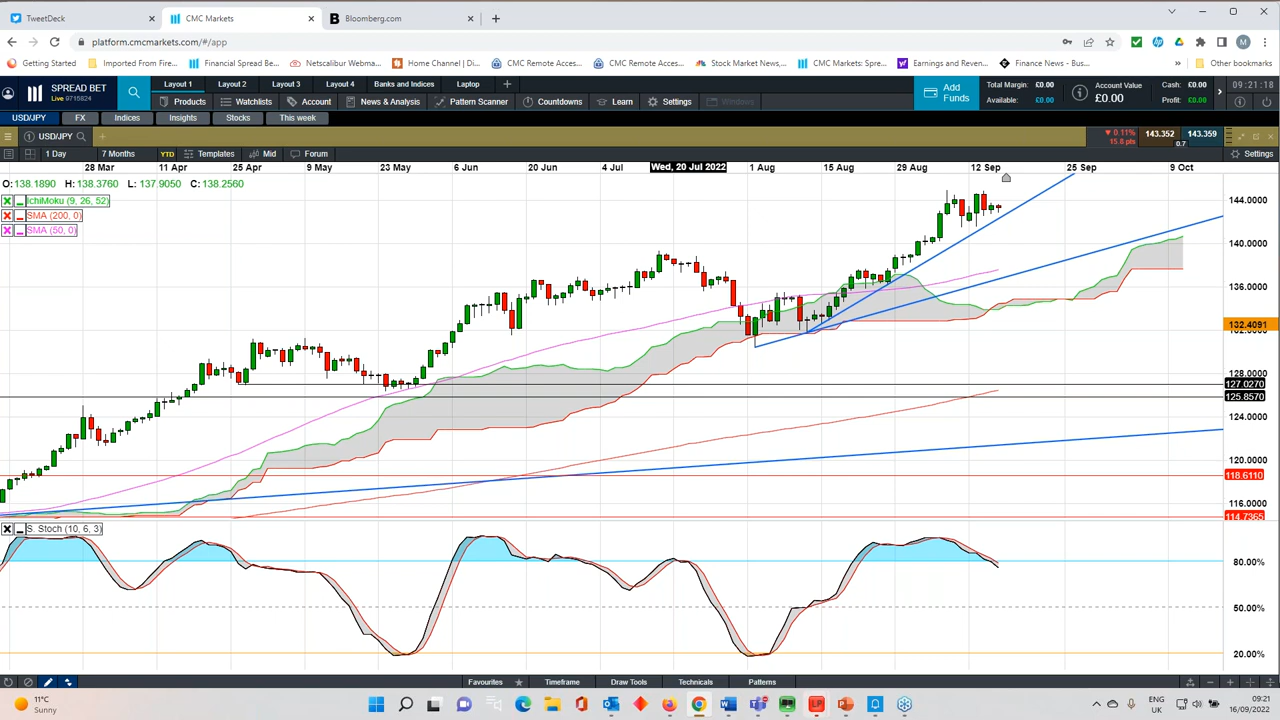 TweetDeck
CMC Markets
Bloomberg.com
platform.cmcmarkets.com/#/app
Getting Started
Imported From Fire...
Financial Spread Be...
Netscalibur Webma...
Home Channel | Di...
CMC Remote Acces...
CMC Remote Acces...
Stock Market News,...
CMC Markets: Spre...
Earnings and Reven...
Finance News - Bus...
Other bookmarks
SPREAD BET
Live 9715824
Layout 1
Layout 2
Layout 3
Layout 4
Banks and Indices
Laptop
Products
Watchlists
Account
News & Analysis
Pattern Scanner
Countdowns
Learn
Settings
Windows
Add Funds
Total Margin: £0.00
Available: £0.00
Account Value
£0.00
Cash: £0.00
Profit: £0.00
09:21:18
USD/JPY
FX
Indices
Insights
Stocks
This week
USD/JPY
0.11%
15.8 pts
143.352
0.7
143.359
1 Day
7 Months
YTD
Templates
Mid
Forum
Settings
28 Mar
11 Apr
25 Apr
9 May
23 May
6 Jun
20 Jun
4 Jul
Wed, 20 Jul 2022
1 Aug
15 Aug
29 Aug
12 Sep
25 Sep
9 Oct
O: 138.1890 H: 138.3760 L: 137.9050 C: 138.2560
IchiMoku (9, 26, 52)
SMA (200, 0)
SMA (50, 0)
144.0000
140.0000
136.0000
132.4091
128.0000
127.0270
125.8570
124.0000
120.0000
118.6110
116.0000
114.7365
S. Stoch (10, 6, 3)
80.00%
50.00%
20.00%
Favourites
Timeframe
Draw Tools
Technicals
Patterns
11°C
Sunny
ENG
UK
09:21
16/09/2022